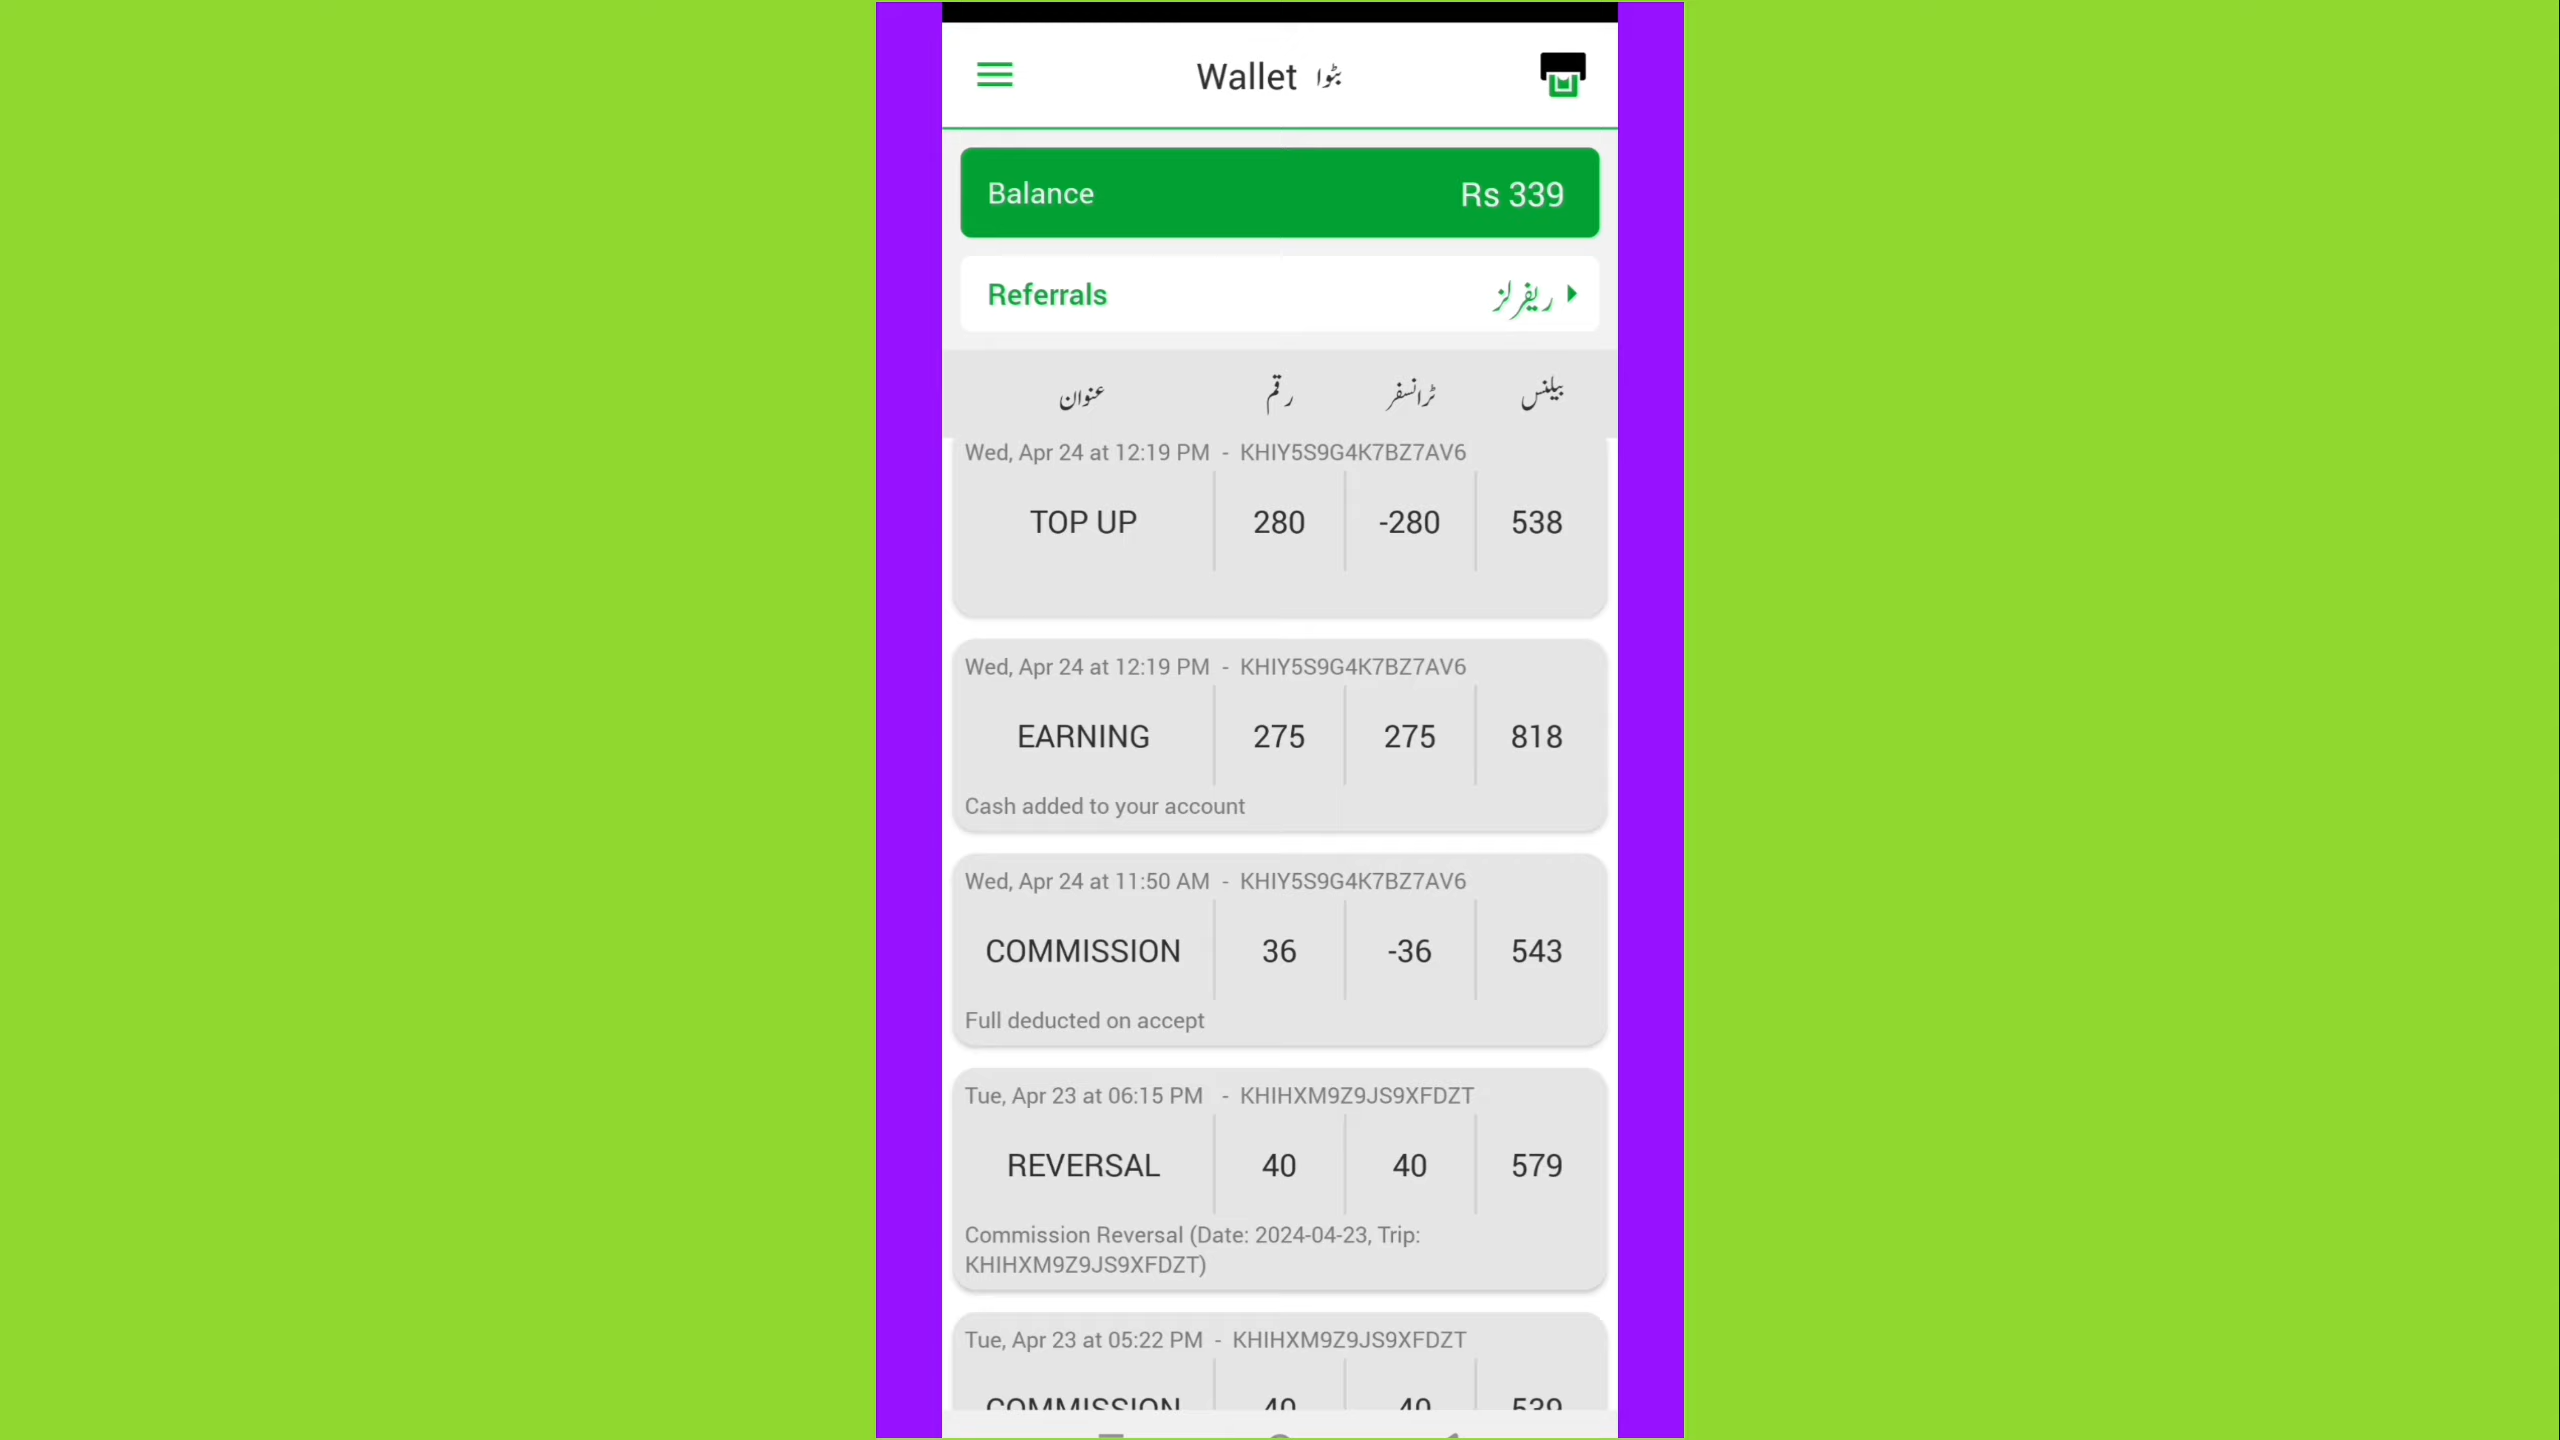 Wallet بٹوا
Balance Rs 339
Referrals ریفرلز
عنوان رقم ٹرانسفر بیلنس
Wed, Apr 24 at 12:19 PM - KHIY5S9G4K7BZ7AV6
TOP UP 280 -280 538
Wed, Apr 24 at 12:19 PM - KHIY5S9G4K7BZ7AV6
EARNING 275 275 818
Cash added to your account
Wed, Apr 24 at 11:50 AM - KHIY5S9G4K7BZ7AV6
COMMISSION 36 -36 543
Full deducted on accept
Tue, Apr 23 at 06:15 PM - KHIHXM9Z9JS9XFDZT
REVERSAL 40 40 579
Commission Reversal (Date: 2024-04-23, Trip:
KHIHXM9Z9JS9XFDZT)
Tue, Apr 23 at 05:22 PM - KHIHXM9Z9JS9XFDZT
COMMISSION 40 -40 539